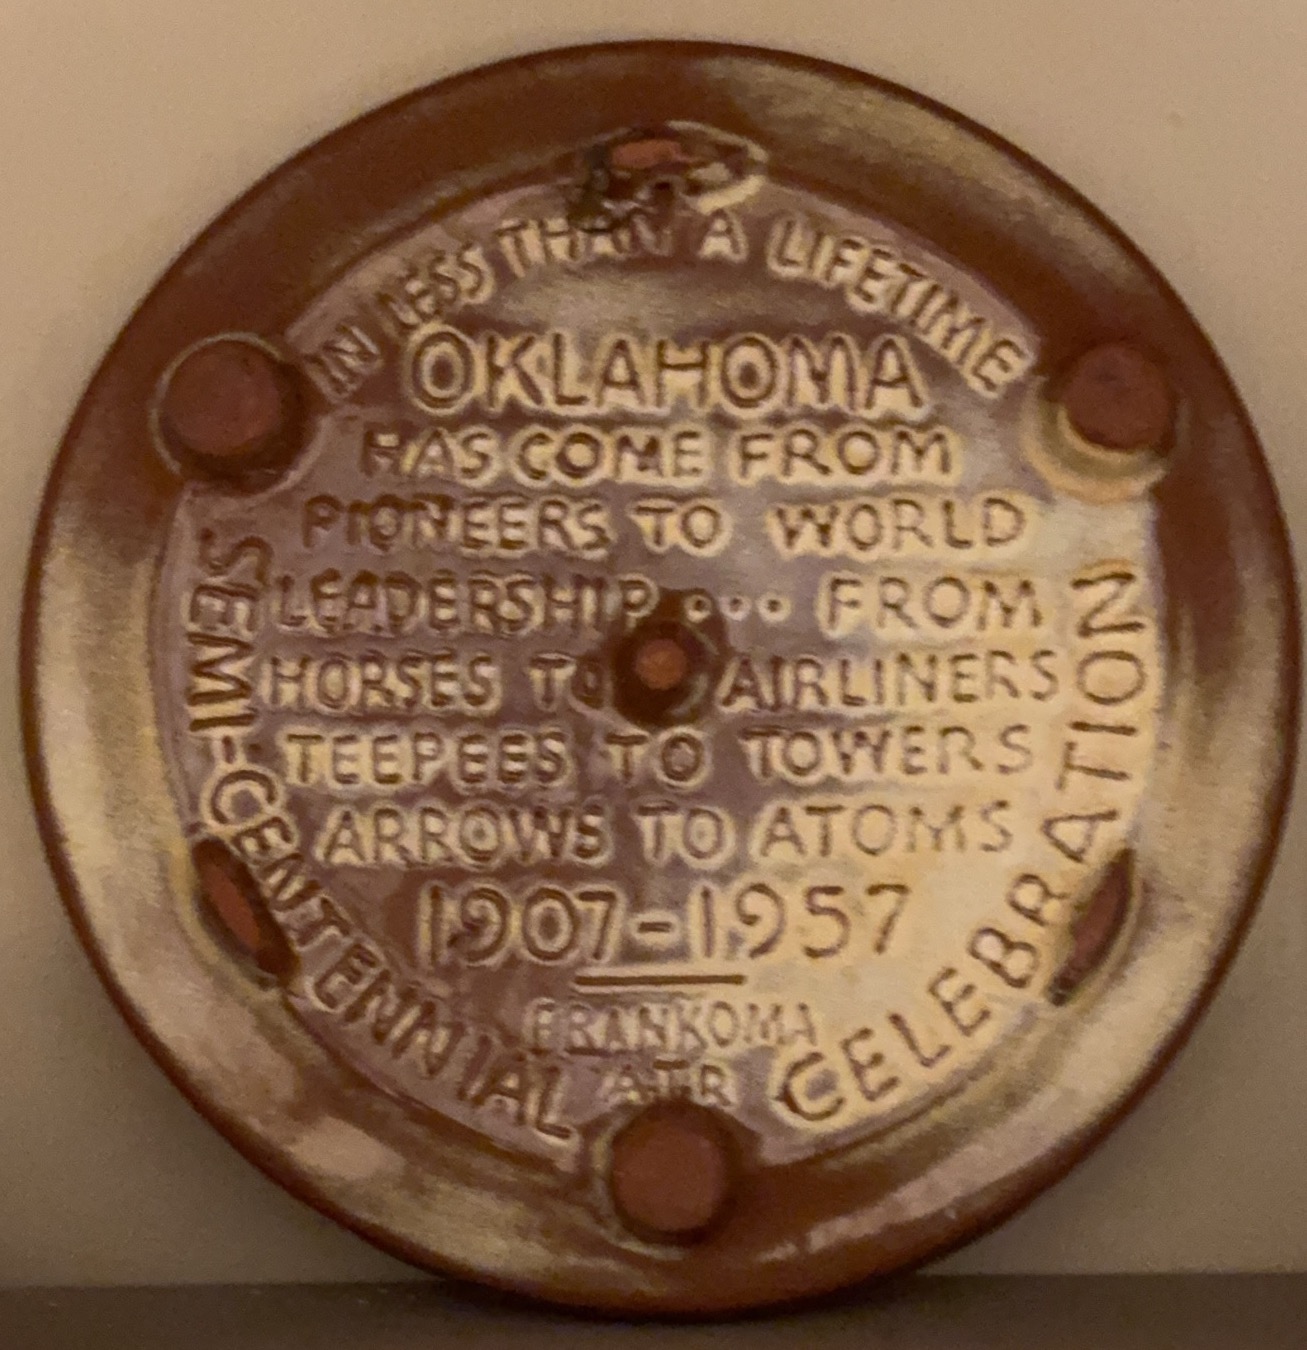 IN LESS THAN A LIFETIME
OKLAHOMA
HAS COME FROM
PIONEERS TO WORLD
LEADERSHIP ... FROM
HORSES TO AIRLINERS
TEEPEES TO TOWERS
ARROWS TO ATOMS
1907-1957
FRANKOMA
ATR
SEMI-CENTENNIAL CELEBRATION